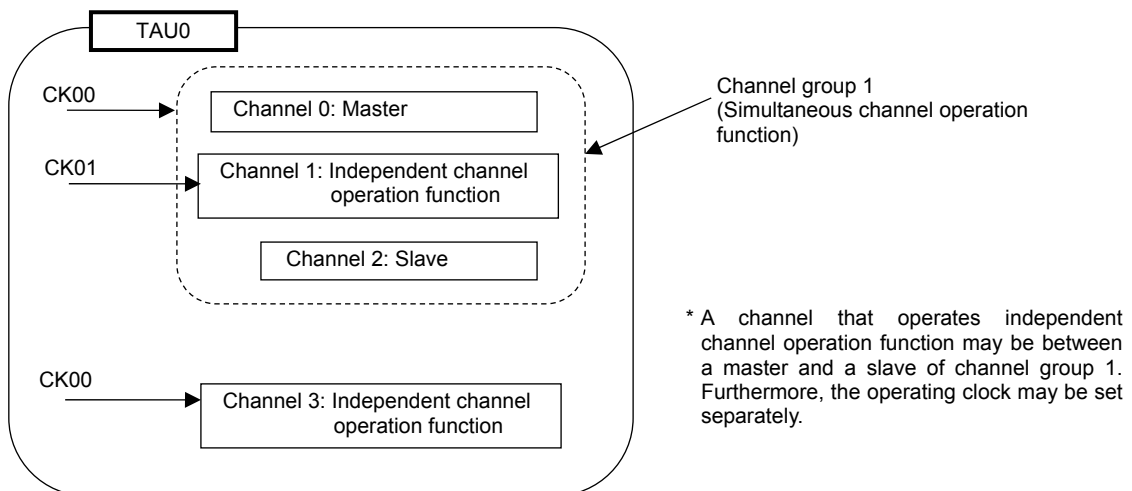 TAU0
CK00
Channel 0: Master
Channel group 1
(Simultaneous channel operation
function)
CK01
Channel 1: Independent channel
operation function
Channel 2: Slave
* A channel that operates independent
channel operation function may be between
a master and a slave of channel group 1.
Furthermore, the operating clock may be set
separately.
CK00
Channel 3: Independent channel
operation function